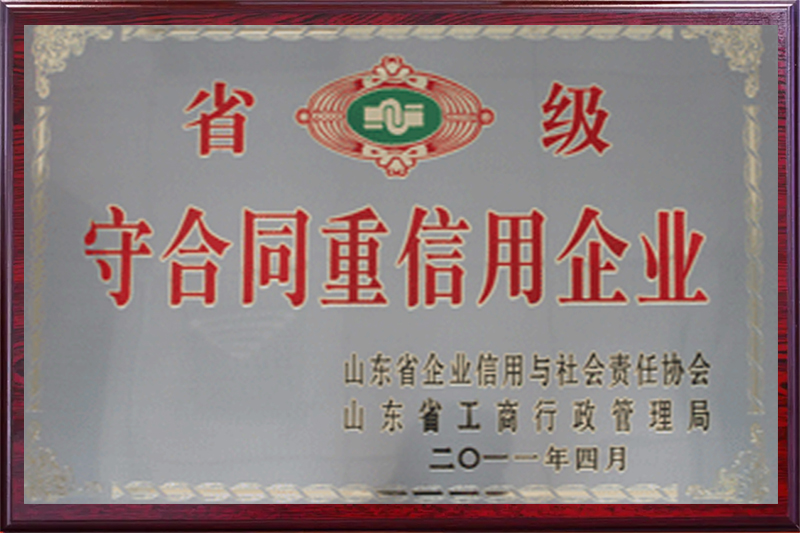 省 级
守合同重信用企业
山东省企业信用与社会责任协会
山东省工商行政管理局
二〇一一年四月